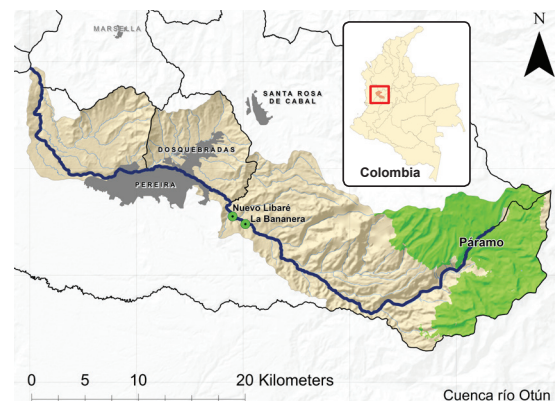 MARSELLA
N
SANTA ROSA
DE CABAL
DOSQUEBRADAS
PEREIRA
Colombia
Nuevo Libaré
La Bananera
Páramo
0 5 10 20 Kilometers
Cuenca río Otún